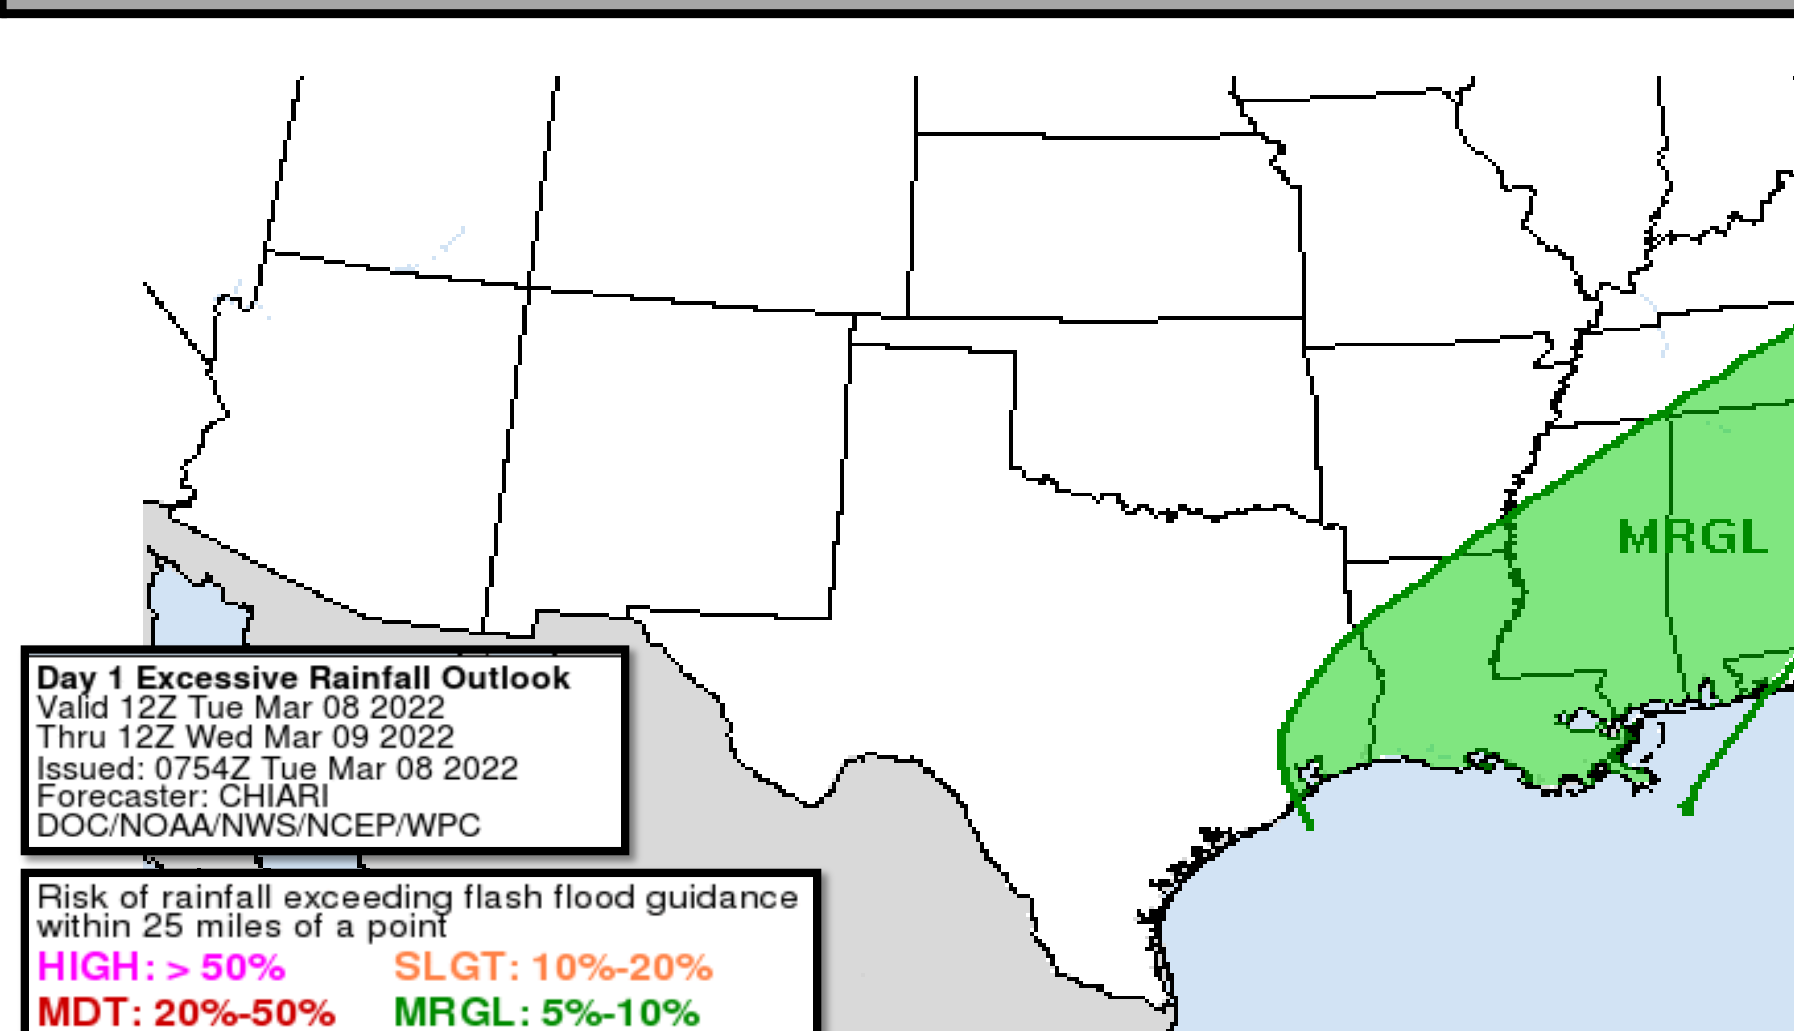 MRGL
Day 1 Excessive Rainfall Outlook
Valid 12Z Tue Mar 08 2022
Thru 12Z Wed Mar 09 2022
Issued: 0754Z Tue Mar 08 2022
Forecaster: CHIARI
DOC/NOAA/NWS/NCEP/WPC
Risk of rainfall exceeding flash flood guidance
within 25 miles of a point
HIGH: > 50% SLGT: 10%-20%
MDT: 20%-50% MRGL: 5%-10%